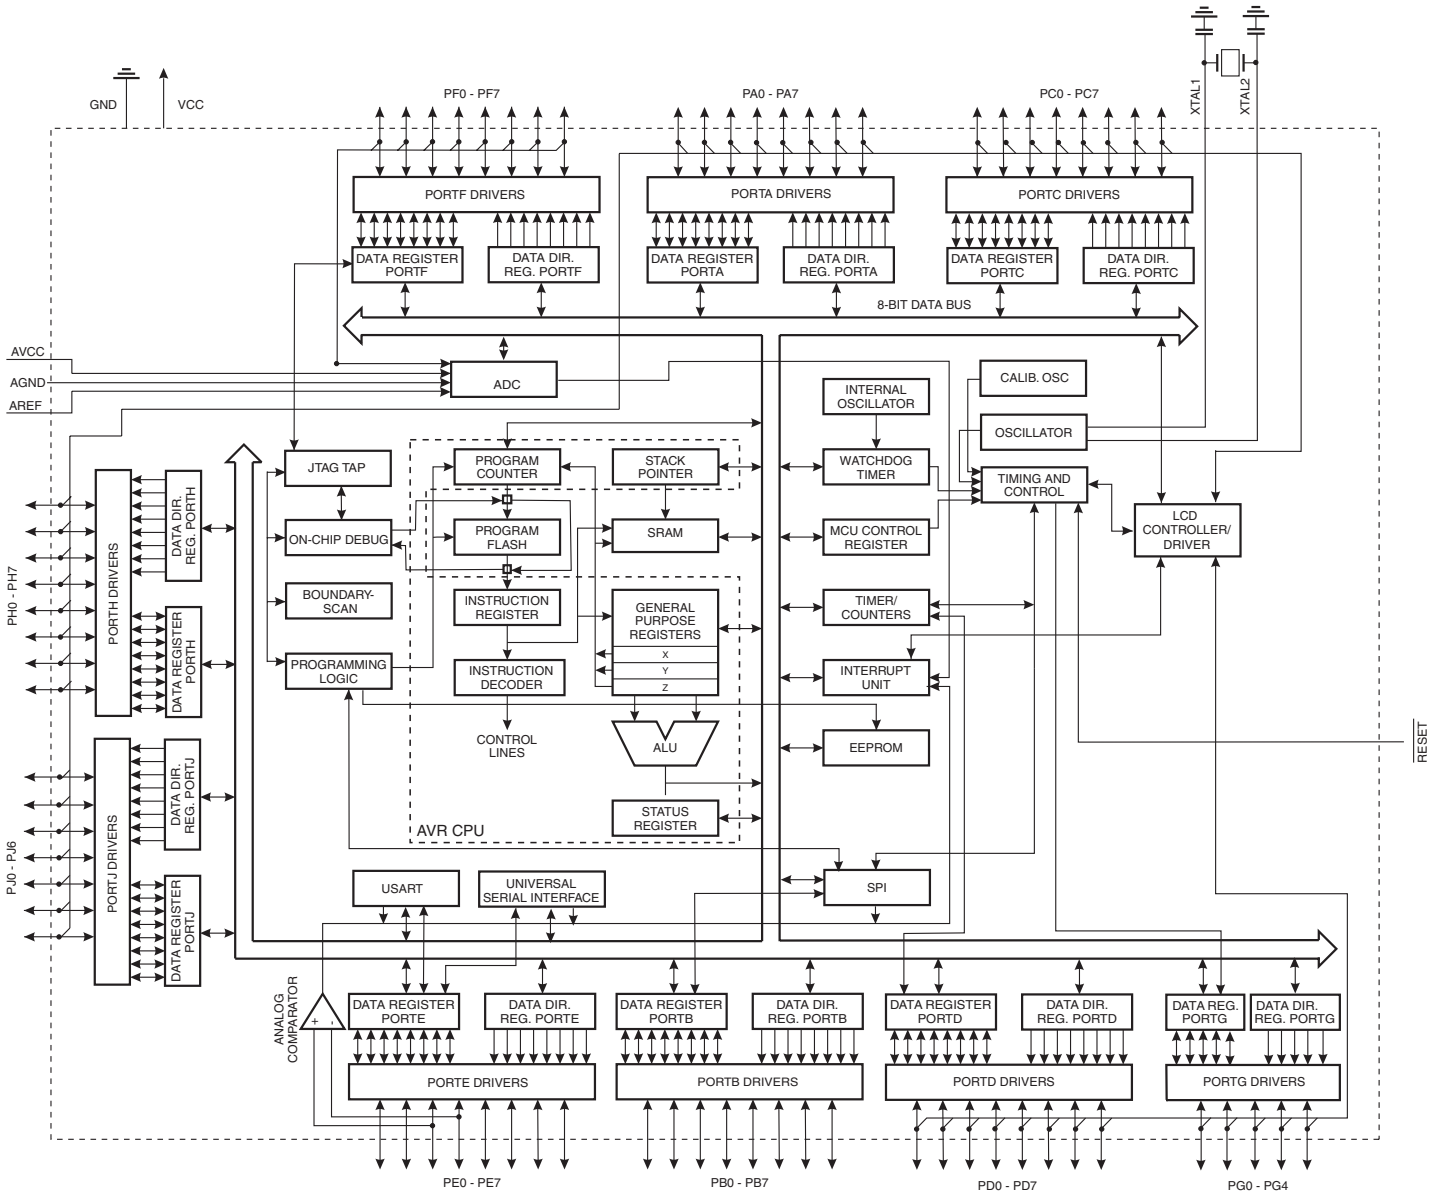 XTAL1
XTAL2
GND
VCC
PF0 - PF7
PA0 - PA7
PC0 - PC7
PORTF DRIVERS
PORTA DRIVERS
PORTC DRIVERS
DATA REGISTER
PORTF
DATA DIR.
REG. PORTF
DATA REGISTER
PORTA
DATA DIR.
REG. PORTA
DATA REGISTER
PORTC
DATA DIR.
REG. PORTC
8-BIT DATA BUS
AVCC
AGND
AREF
ADC
CALIB. OSC
INTERNAL
OSCILLATOR
OSCILLATOR
JTAG TAP
PROGRAM
COUNTER
STACK
POINTER
WATCHDOG
TIMER
TIMING AND
CONTROL
LCD
CONTROLLER/
DRIVER
ON-CHIP DEBUG
PROGRAM
FLASH
SRAM
MCU CONTROL
REGISTER
BOUNDARY-
SCAN
INSTRUCTION
REGISTER
GENERAL
PURPOSE
REGISTERS
X
Y
Z
TIMER/
COUNTERS
PROGRAMMING
LOGIC
INSTRUCTION
DECODER
INTERRUPT
UNIT
CONTROL
LINES
ALU
EEPROM
STATUS
REGISTER
AVR CPU
RESET
PH0 - PH7
PORTH DRIVERS
DATA DIR.
REG. PORTH
DATA REGISTER
PORTH
PJ0 - PJ6
PORTJ DRIVERS
DATA DIR.
REG. PORTJ
DATA REGISTER
PORTJ
USART
UNIVERSAL
SERIAL INTERFACE
SPI
ANALOG
COMPARATOR
+
-
DATA REGISTER
PORTE
DATA DIR.
REG. PORTE
DATA REGISTER
PORTB
DATA DIR.
REG. PORTB
DATA REGISTER
PORTD
DATA DIR.
REG. PORTD
DATA REG.
PORTG
DATA DIR.
REG. PORTG
PORTE DRIVERS
PORTB DRIVERS
PORTD DRIVERS
PORTG DRIVERS
PE0 - PE7
PB0 - PB7
PD0 - PD7
PG0 - PG4